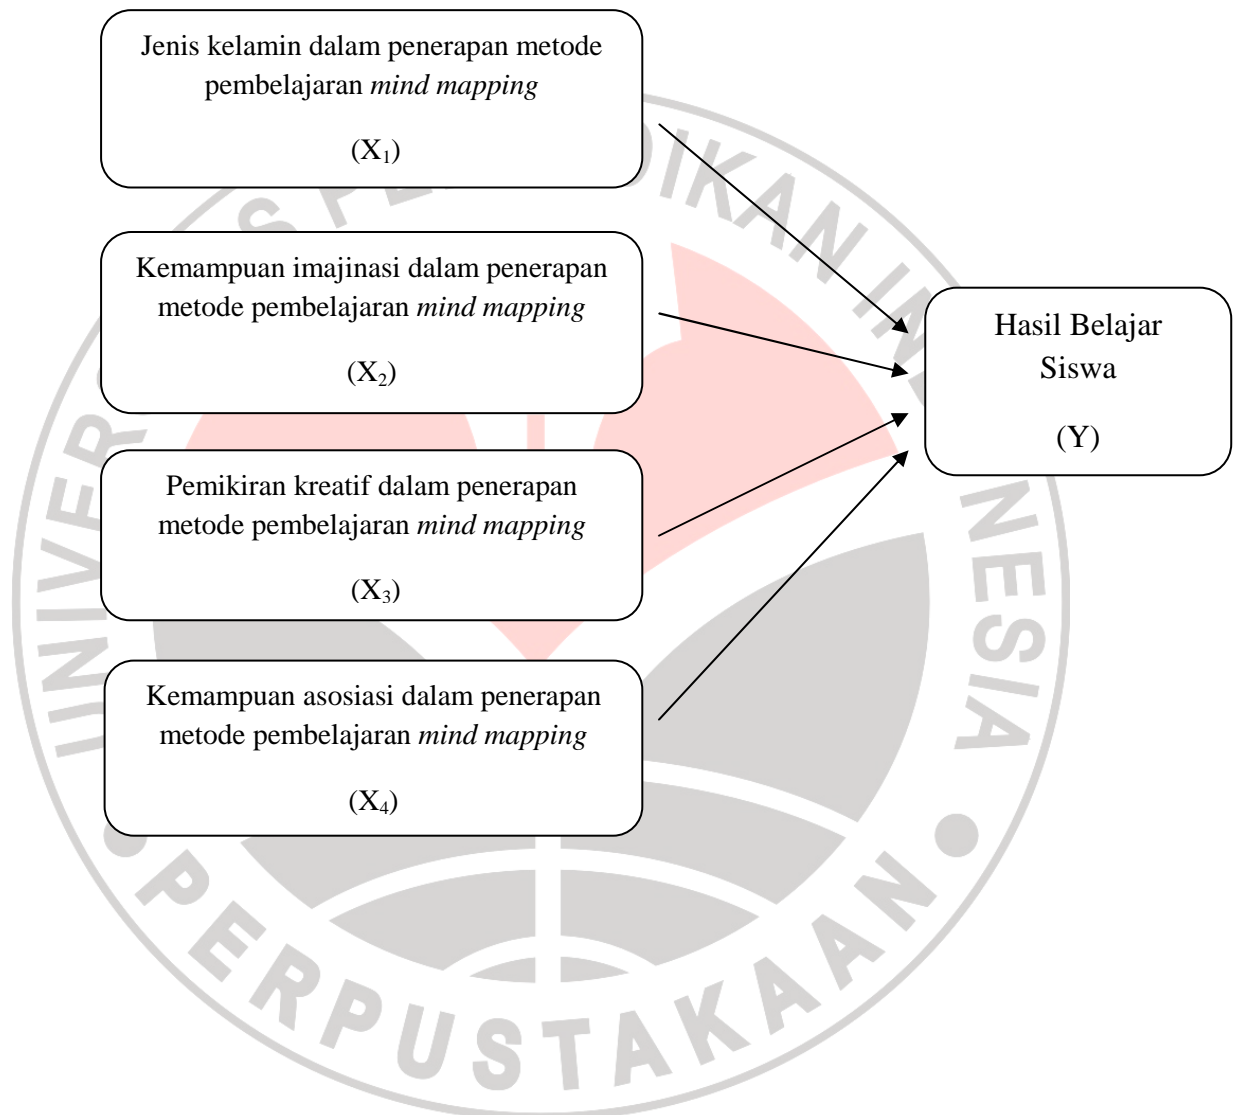 Jenis kelamin dalam penerapan metode
pembelajaran mind mapping
(X₁)
Kemampuan imajinasi dalam penerapan
metode pembelajaran mind mapping
(X₂)
Pemikiran kreatif dalam penerapan
metode pembelajaran mind mapping
(X₃)
Kemampuan asosiasi dalam penerapan
metode pembelajaran mind mapping
(X₄)
Hasil Belajar
Siswa
(Y)
PERPUSTAKAAN